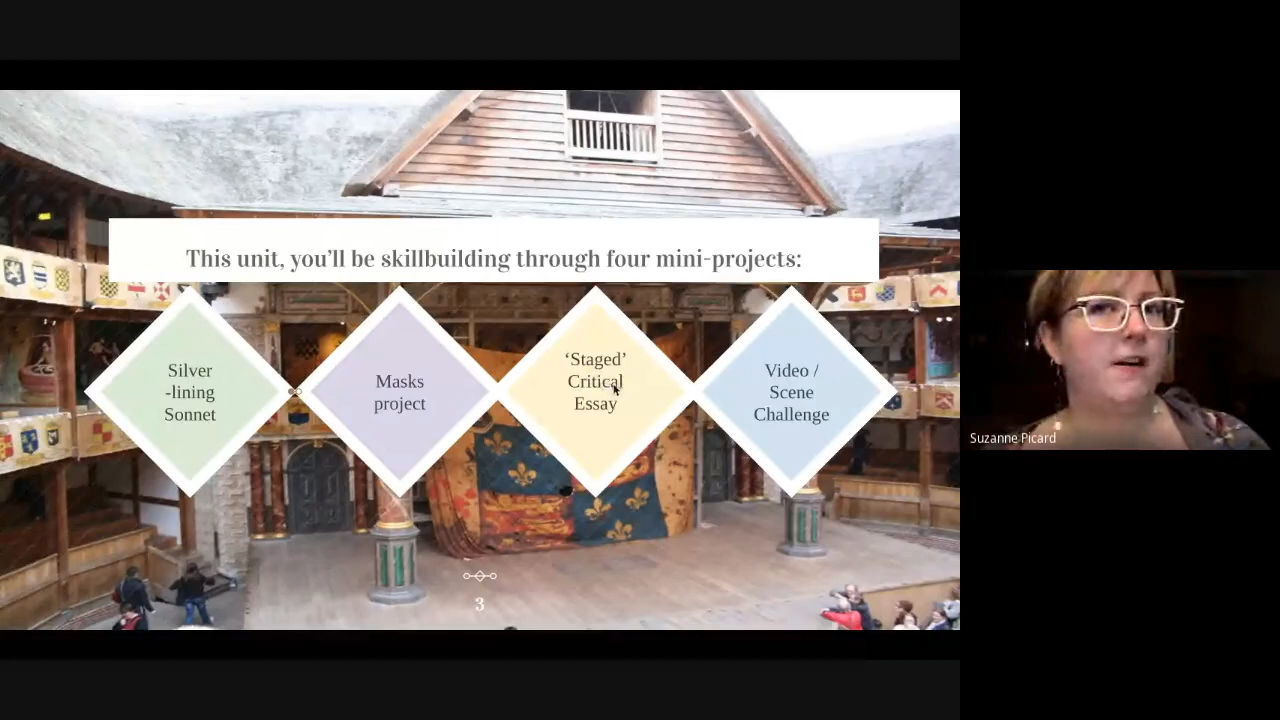 This unit, you’ll be skillbuilding through four mini-projects:
Silver
-lining
Sonnet
Masks
project
‘Staged’
Critical
Essay
Video /
Scene
Challenge
3
Suzanne Picard